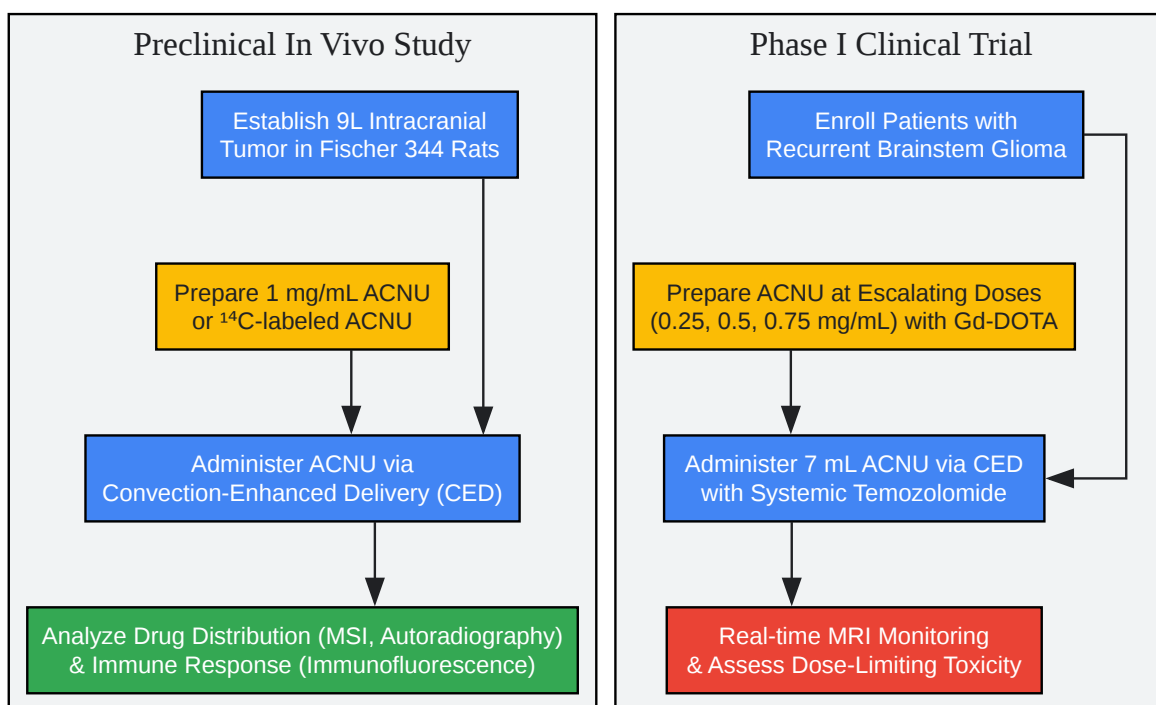 Preclinical In Vivo Study
Establish 9L Intracranial
Tumor in Fischer 344 Rats
Prepare 1 mg/mL ACNU
or ¹⁴C-labeled ACNU
Administer ACNU via
Convection-Enhanced Delivery (CED)
Analyze Drug Distribution (MSI, Autoradiography)
& Immune Response (Immunofluorescence)
Phase I Clinical Trial
Enroll Patients with
Recurrent Brainstem Glioma
Prepare ACNU at Escalating Doses
(0.25, 0.5, 0.75 mg/mL) with Gd-DOTA
Administer 7 mL ACNU via CED
with Systemic Temozolomide
Real-time MRI Monitoring
& Assess Dose-Limiting Toxicity